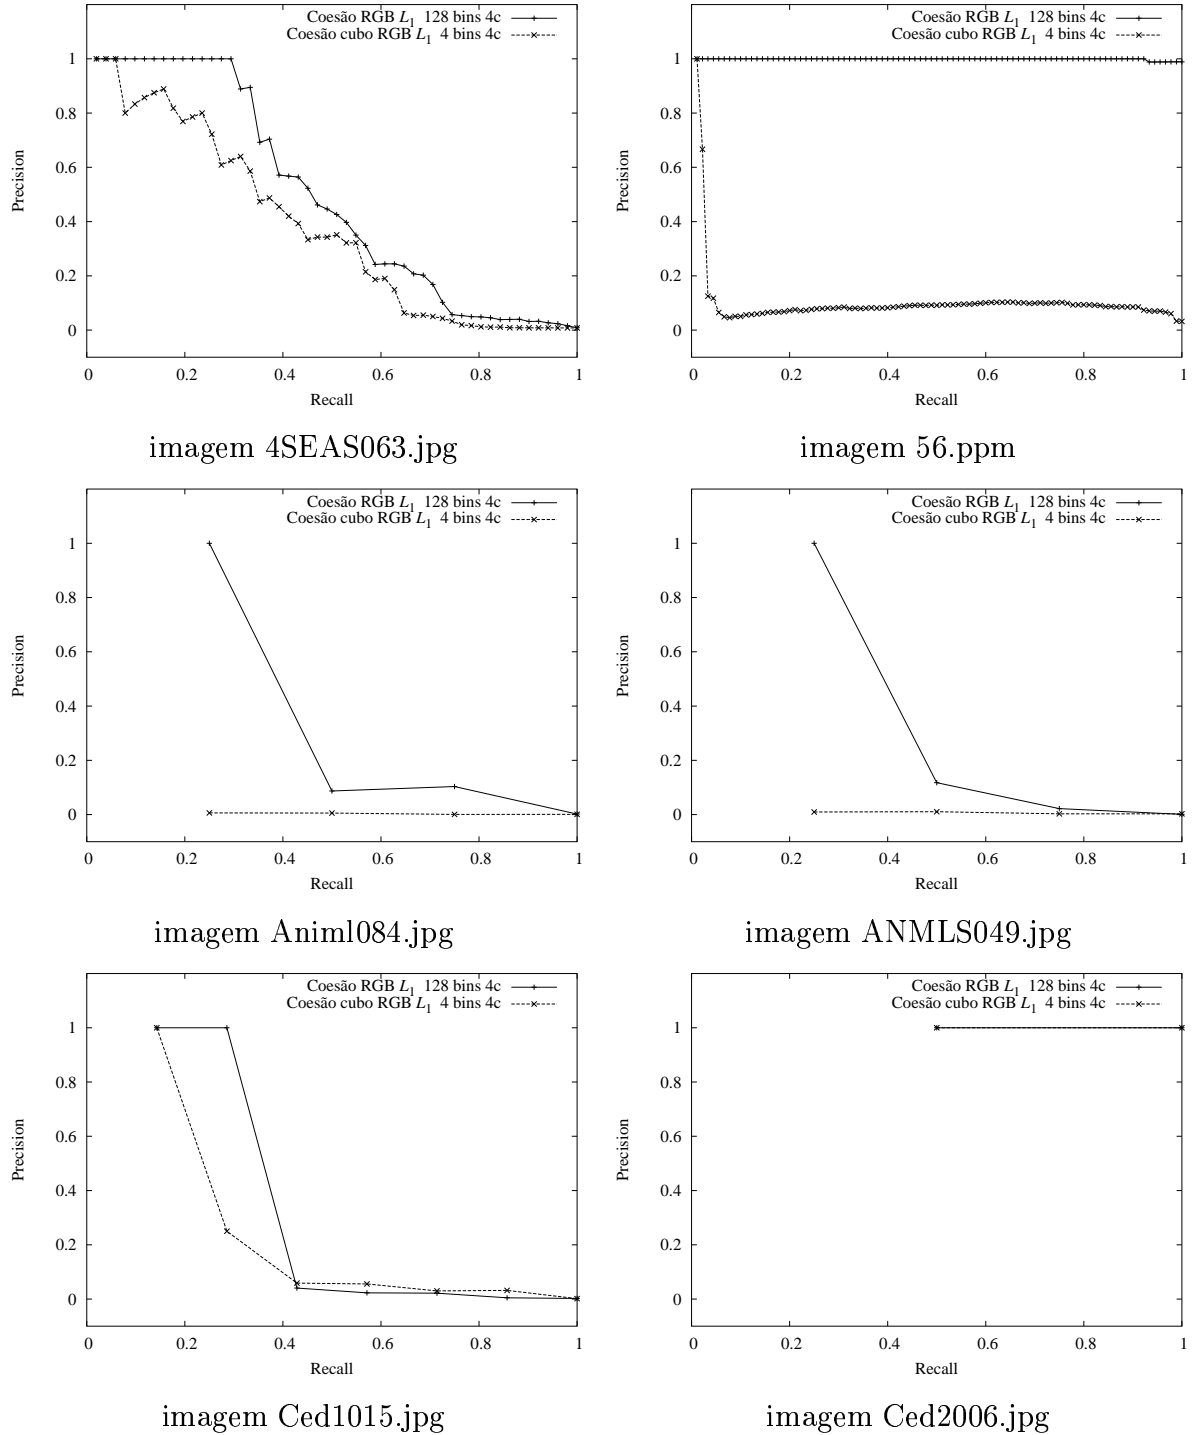 Coesão RGB L1 128 bins 4c
Coesão cubo RGB L1 4 bins 4c
1
0.8
0.6
0.4
0.2
0
Precision
0 0.2 0.4 0.6 0.8 1
Recall
imagem 4SEAS063.jpg
Coesão RGB L1 128 bins 4c
Coesão cubo RGB L1 4 bins 4c
1
0.8
0.6
0.4
0.2
0
Precision
0 0.2 0.4 0.6 0.8 1
Recall
imagem 56.ppm
Coesão RGB L1 128 bins 4c
Coesão cubo RGB L1 4 bins 4c
1
0.8
0.6
0.4
0.2
0
Precision
0 0.2 0.4 0.6 0.8 1
Recall
imagem Animl084.jpg
Coesão RGB L1 128 bins 4c
Coesão cubo RGB L1 4 bins 4c
1
0.8
0.6
0.4
0.2
0
Precision
0 0.2 0.4 0.6 0.8 1
Recall
imagem ANMLS049.jpg
Coesão RGB L1 128 bins 4c
Coesão cubo RGB L1 4 bins 4c
1
0.8
0.6
0.4
0.2
0
Precision
0 0.2 0.4 0.6 0.8 1
Recall
imagem Ced1015.jpg
Coesão RGB L1 128 bins 4c
Coesão cubo RGB L1 4 bins 4c
1
0.8
0.6
0.4
0.2
0
Precision
0 0.2 0.4 0.6 0.8 1
Recall
imagem Ced2006.jpg